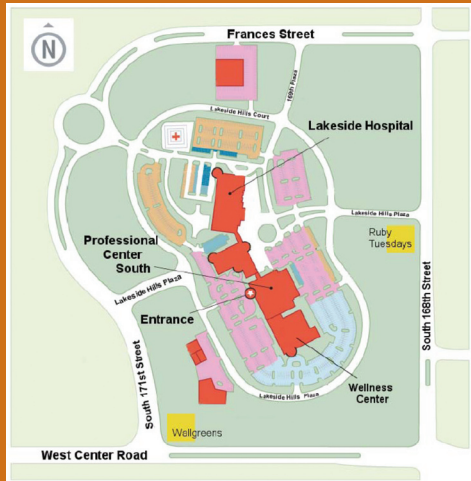 N
Frances Street
169th Plaza
Lakeside Hills Court
Lakeside Hospital
Lakeside Hills Plaza
Ruby
Tuesdays
Professional
Center
South
Lakeside Hills Plaza
Entrance
South 168th Street
South 171st Street
Wellness
Center
Lakeside Hills Plaza
Wallgreens
West Center Road